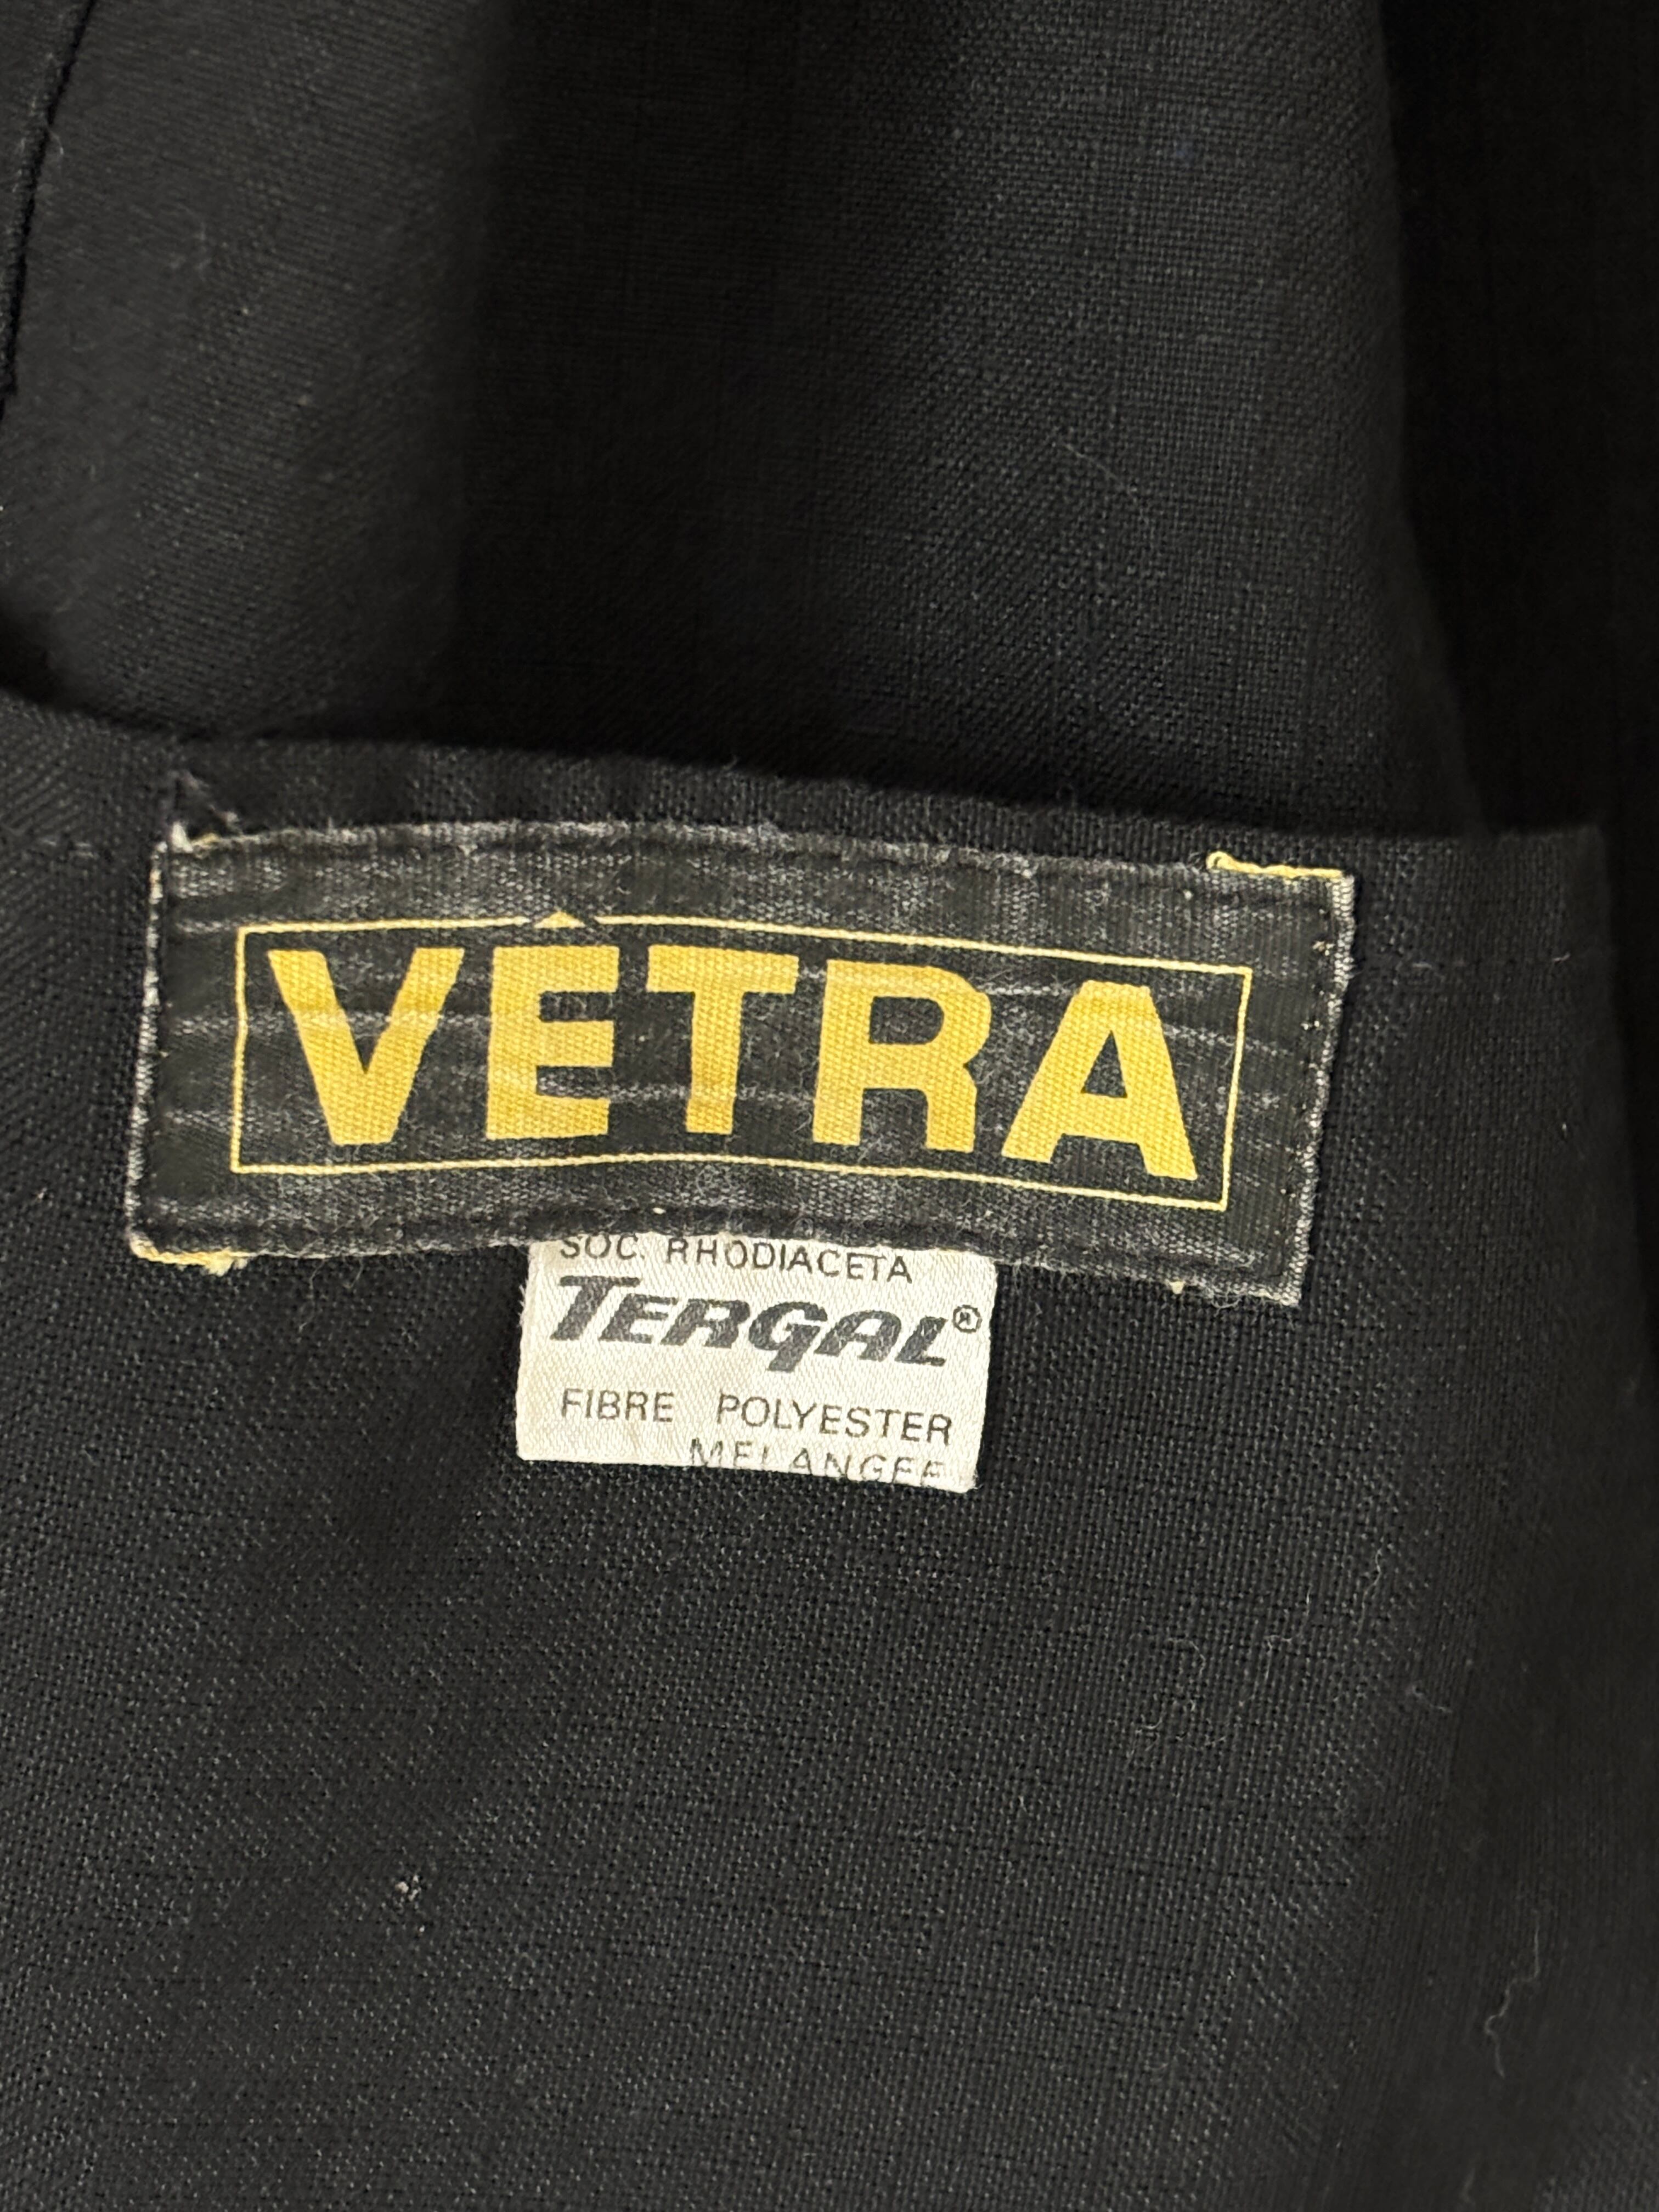 VÊTRA
SOC. RHODIACETA
TERGAL®
FIBRE POLYESTER
MELANGEE